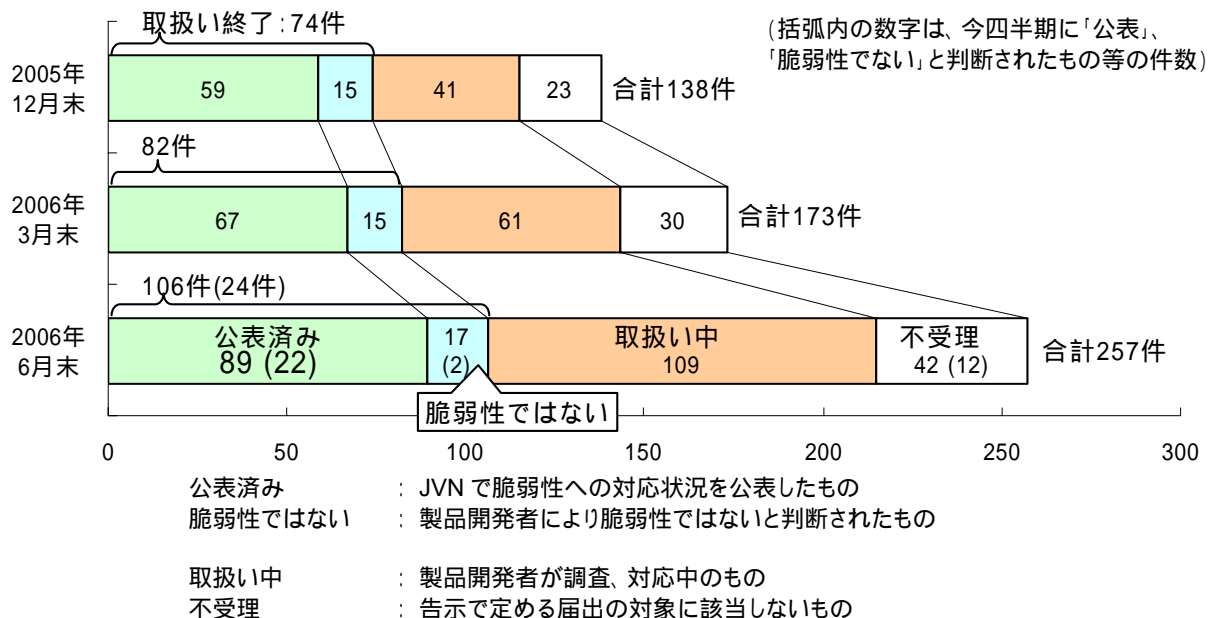 取扱い終了:74件
(括弧内の数字は、今四半期に「公表」、
「脆弱性でない」と判断されたもの等の件数)
2005年
12月末
59
15
41
23
合計138件
82件
2006年
3月末
67
15
61
30
合計173件
106件(24件)
2006年
6月末
公表済み
89 (22)
17
(2)
取扱い中
109
不受理
42 (12)
合計257件
脆弱性ではない
0
50
100
150
200
250
300
公表済み : JVN で脆弱性への対応状況を公表したもの
脆弱性ではない : 製品開発者により脆弱性ではないと判断されたもの
取扱い中 : 製品開発者が調査、対応中のもの
不受理 : 告示で定める届出の対象に該当しないもの